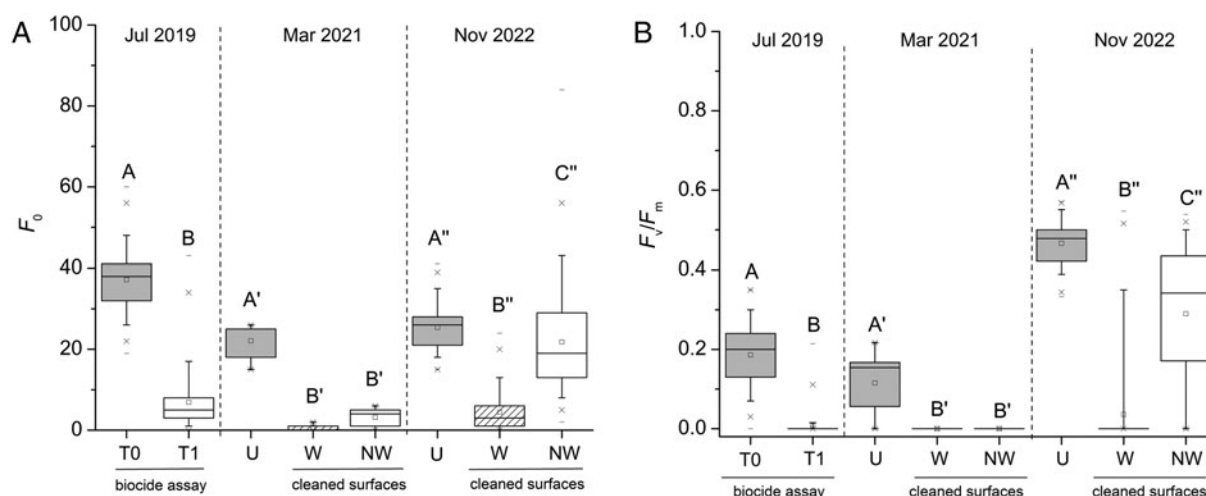 A
Jul 2019 Mar 2021 Nov 2022
100
80
60
40
20
0
F0
A
B
A'
B'
B'
A"
B"
C"
T0 T1 U W NW U W NW
biocide assay cleaned surfaces cleaned surfaces
B
Jul 2019 Mar 2021 Nov 2022
1.0
0.8
0.6
0.4
0.2
0.0
Fv/Fm
A
B
A'
B'
B'
A"
B"
C"
T0 T1 U W NW U W NW
biocide assay cleaned surfaces cleaned surfaces